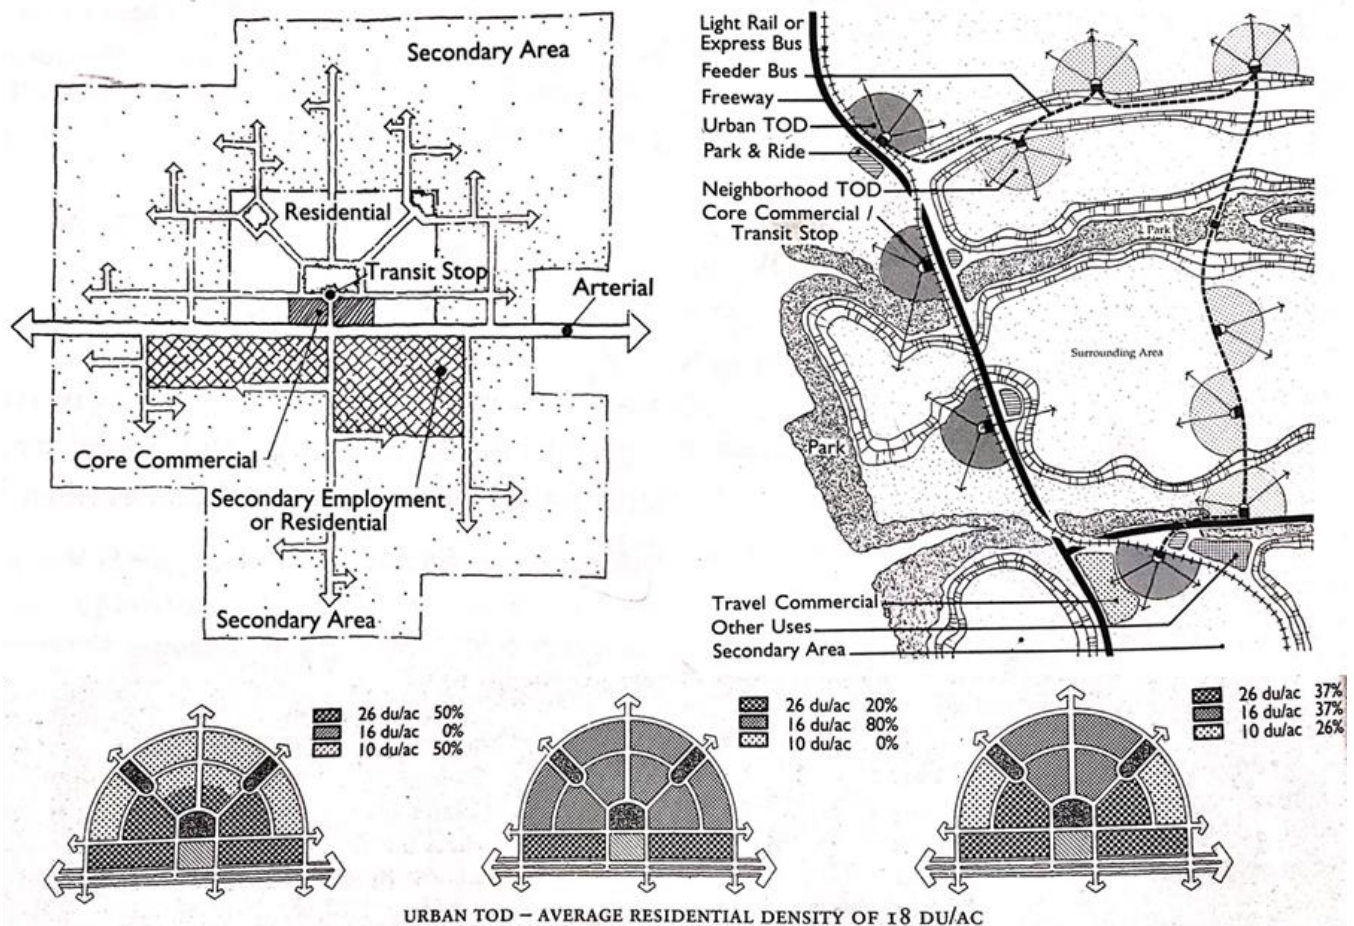 Secondary Area
Residential
Transit Stop
Arterial
Core Commercial
Secondary Employment
or Residential
Secondary Area
Light Rail or
Express Bus
Feeder Bus
Freeway
Urban TOD
Park & Ride
Neighborhood TOD
Core Commercial /
Transit Stop
Park
Surrounding Area
Park
Travel Commercial
Other Uses
Secondary Area
26 du/ac 50%
16 du/ac 0%
10 du/ac 50%
26 du/ac 20%
16 du/ac 80%
10 du/ac 0%
26 du/ac 37%
16 du/ac 37%
10 du/ac 26%
URBAN TOD – AVERAGE RESIDENTIAL DENSITY OF 18 DU/AC